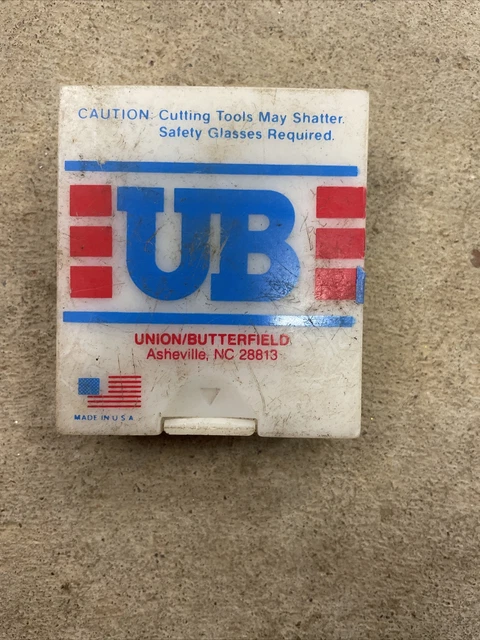 CAUTION: Cutting Tools May Shatter.
Safety Glasses Required.
UB
UNION/BUTTERFIELD
Asheville, NC 28813
MADE IN U.S.A.